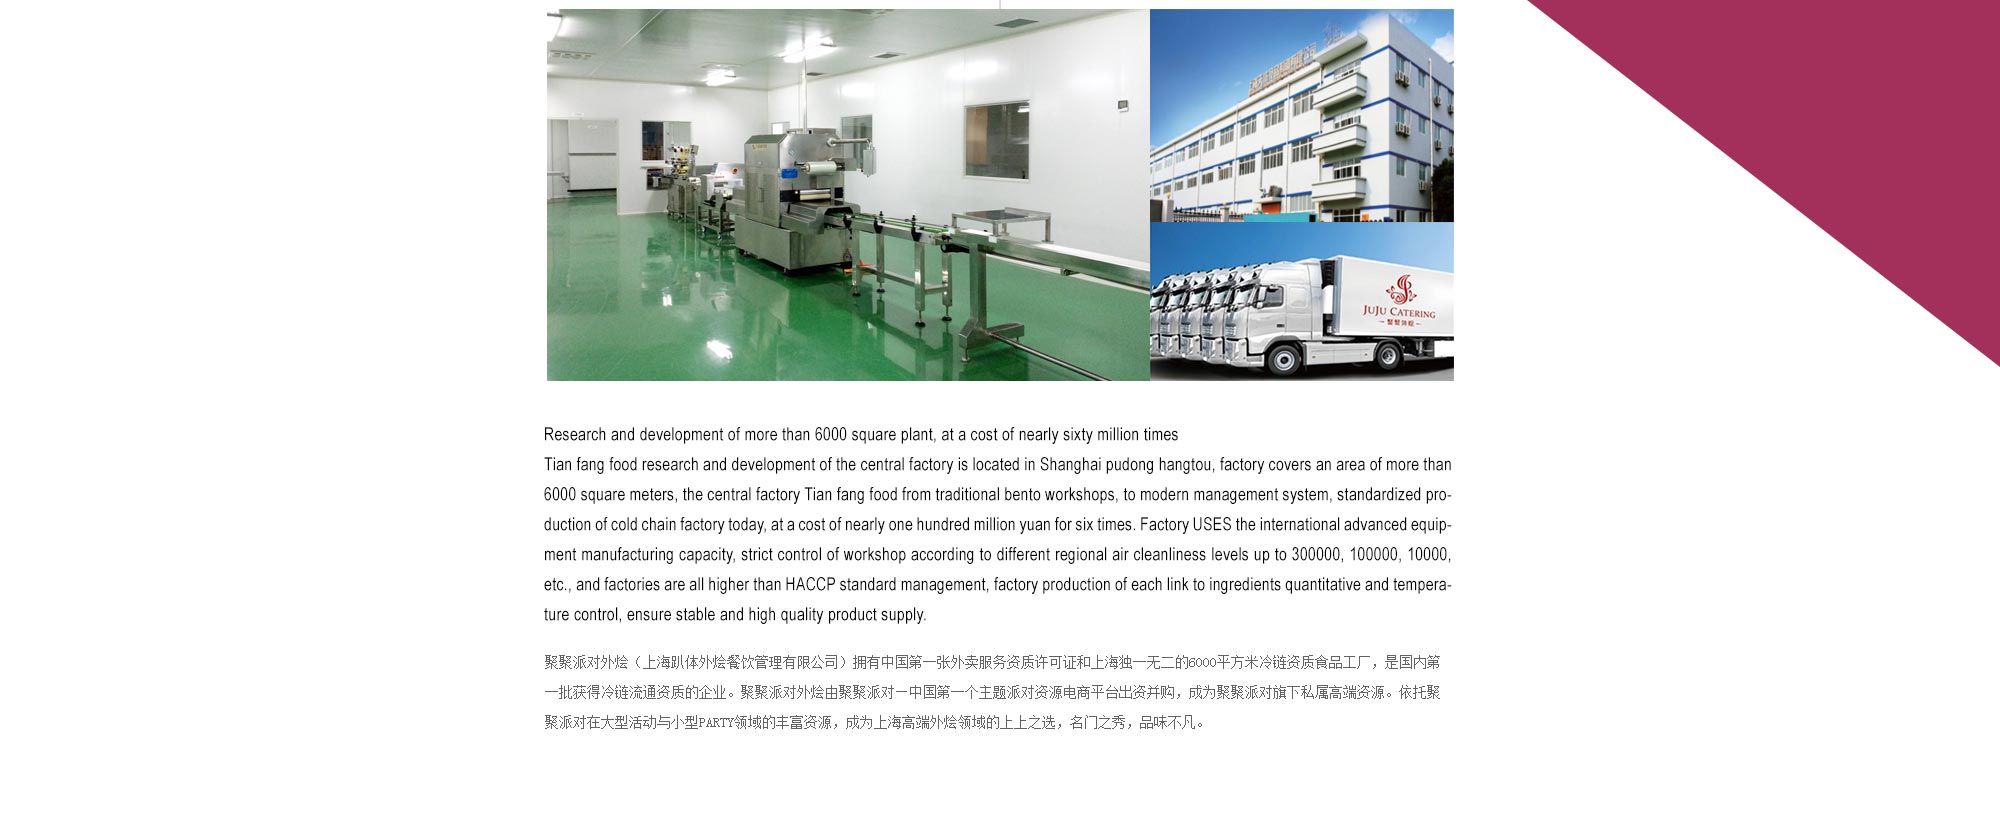 JUJU CATERING
Research and development of more than 6000 square plant, at a cost of nearly sixty million times
Tian fang food research and development of the central factory is located in Shanghai pudong hangtou, factory covers an area of more than
6000 square meters, the central factory Tian fang food from traditional bento workshops, to modern management system, standardized pro-
duction of cold chain factory today, at a cost of nearly one hundred million yuan for six times. Factory USES the international advanced equip-
ment manufacturing capacity, strict control of workshop according to different regional air cleanliness levels up to 300000, 100000, 10000,
etc., and factories are all higher than HACCP standard management, factory production of each link to ingredients quantitative and tempera-
ture control, ensure stable and high quality product supply.
聚聚派对外烩（上海趴体外烩餐饮管理有限公司）拥有中国第一张外卖服务资质许可证和上海独一无二的6000平方米冷链资质食品工厂，是国内第
一批获得冷链流通资质的企业。聚聚派对外烩由聚聚派对－中国第一个主题派对资源电商平台出资并购，成为聚聚派对旗下私属高端资源。依托聚
聚派对在大型活动与小型PARTY领域的丰富资源，成为上海高端外烩领域的上上之选，名门之秀，品味不凡。